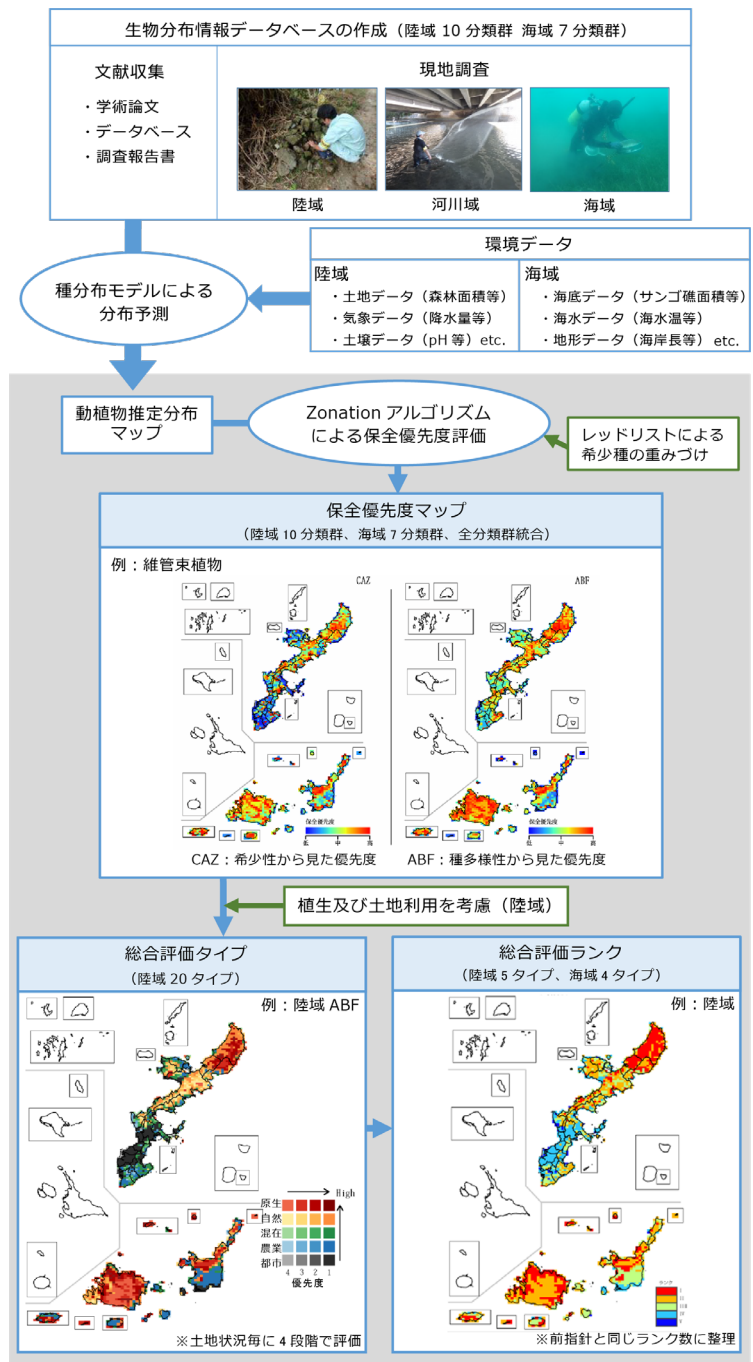 生物分布情報データベースの作成（陸域 10 分類群 海域 7 分類群）
文献収集
・学術論文
・データベース
・調査報告書
現地調査
陸域
河川域
海域
環境データ
陸域
・土地データ（森林面積等）
・気象データ（降水量等）
・土壌データ（pH 等）etc.
海域
・海底データ（サンゴ礁面積等）
・海水データ（海水温等）
・地形データ（海岸長等） etc.
種分布モデルによる
分布予測
動植物推定分布
マップ
Zonation アルゴリズム
による保全優先度評価
レッドリストによる
希少種の重みづけ
保全優先度マップ
（陸域 10 分類群、海域 7 分類群、全分類群統合）
例：維管束植物
CAZ
ABF
保全優先度
低 中 高
保全優先度
低 中 高
CAZ：希少性から見た優先度
ABF：種多様性から見た優先度
植生及び土地利用を考慮（陸域）
総合評価タイプ
（陸域 20 タイプ）
例：陸域 ABF
High
原生
自然
混在
農業
都市
4 3 2 1
優先度
※土地状況毎に 4 段階で評価
総合評価ランク
（陸域 5 タイプ、海域 4 タイプ）
例：陸域
ランク
※前指針と同じランク数に整理